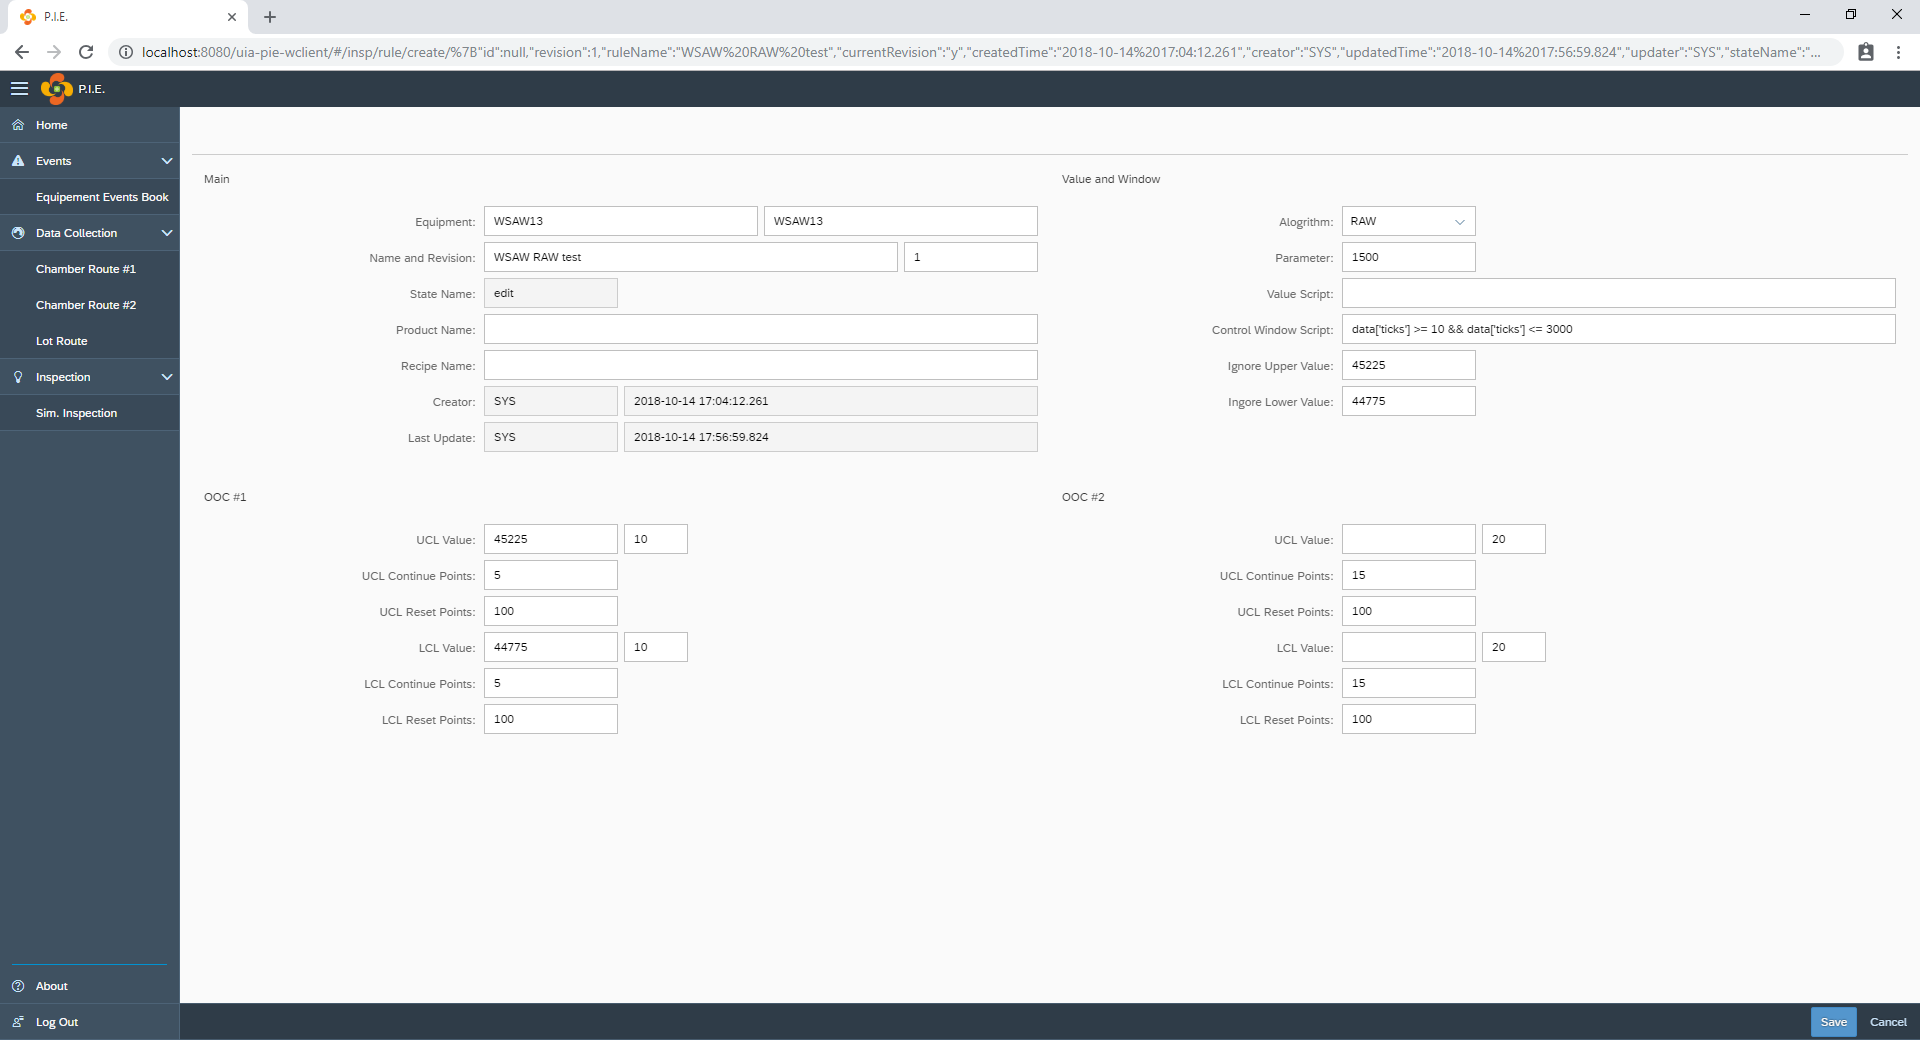 P.I.E.
localhost:8080/uia-pie-wclient/#/insp/rule/create/%7B"id":null,"revision":1,"ruleName":"WSAW%20RAW%20test","currentRevision":"y","createdTime":"2018-10-14%2017:04:12.261","creator":"SYS","updatedTime":"2018-10-14%2017:56:59.824","updater":"SYS","stateName":"...
P.I.E.
Home
Events
Equipement Events Book
Data Collection
Chamber Route #1
Chamber Route #2
Lot Route
Inspection
Sim. Inspection
About
Log Out
Main
Equipment: WSAW13 WSAW13
Name and Revision: WSAW RAW test 1
State Name: edit
Product Name:
Recipe Name:
Creator: SYS 2018-10-14 17:04:12.261
Last Update: SYS 2018-10-14 17:56:59.824
Value and Window
Alogrithm: RAW
Parameter: 1500
Value Script:
Control Window Script: data['ticks'] >= 10 && data['ticks'] <= 3000
Ignore Upper Value: 45225
Ingore Lower Value: 44775
OOC #1
UCL Value: 45225 10
UCL Continue Points: 5
UCL Reset Points: 100
LCL Value: 44775 10
LCL Continue Points: 5
LCL Reset Points: 100
OOC #2
UCL Value: 20
UCL Continue Points: 15
UCL Reset Points: 100
LCL Value: 20
LCL Continue Points: 15
LCL Reset Points: 100
Save Cancel